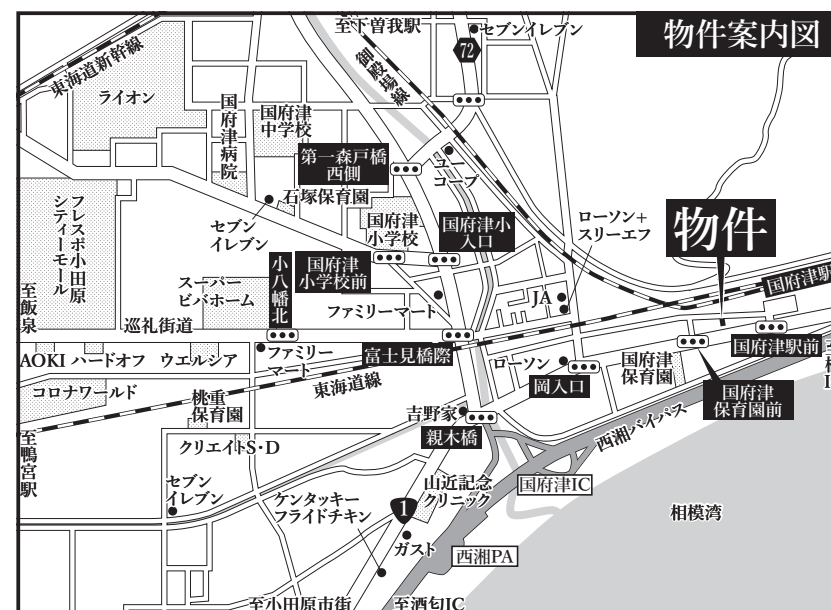 物件案内図
至下曽我駅
セブンイレブン
72
御殿場線
東海道新幹線
ライオン
国府津病院
国府津
中学校
第一森戸橋
西側
ユー
コープ
石塚保育園
セブン
イレブン
国府津
小学校
国府津小
入口
ローソン+
スリーエフ
物件
フレスポ小田原
シティーモール
小八幡北
国府津
小学校前
スーパー
ビバホーム
ファミリーマート
JA
国府津駅
至飯泉
巡礼街道
AOKI
ハードオフ
ウエルシア
ファミリー
マート
富士見橋際
ローソン
岡入口
国府津
保育園
国府津駅前
国府津
保育園前
コロナワールド
東海道線
桃重
保育園
吉野家
親木橋
西湘バイパス
至鴨宮駅
クリエイトS・D
セブン
イレブン
ケンタッキー
フライドチキン
山近記念
クリニック
国府津IC
1
相模湾
ガスト
西湘PA
至小田原市街
至酒匂IC